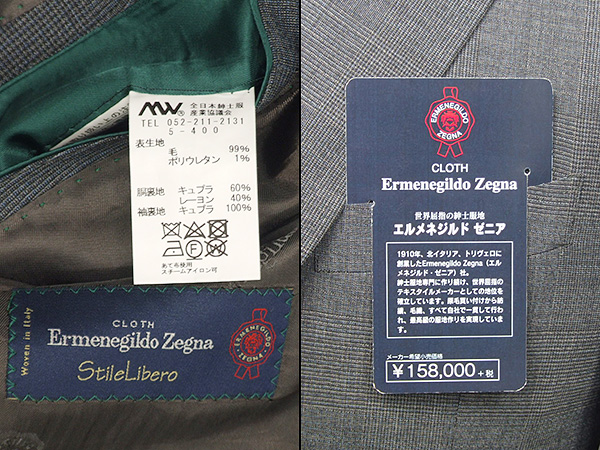 MW. 全日本紳士服
産業協議会
TEL 052-211-2131
5-400
表生地
毛 99%
ポリウレタン 1%
胴裏地 キュプラ 60%
レーヨン 40%
袖裏地 キュプラ 100%
あて布使用
スチームアイロン可
Woven in Italy
CLOTH
Ermenegildo Zegna
StileLibero
ERMENEGILDO
ZEGNA
ERMENEGILDO
ZEGNA
CLOTH
Ermenegildo Zegna
世界屈指の紳士服地
エルメネジルド ゼニア
1910年、北イタリア、トリヴェロに
創業したErmenegildo Zegna（エル
メネジルド・ゼニア）社。
紳士服地専門に作り続け、世界屈指の
テキスタイルメーカーとしての地位を
確立しています。原毛買い付けから紡
績、毛織、すべて自社で一貫して行わ
れ、最高級の服地作りを実現していま
す。
メーカー希望小売価格
¥158,000+税